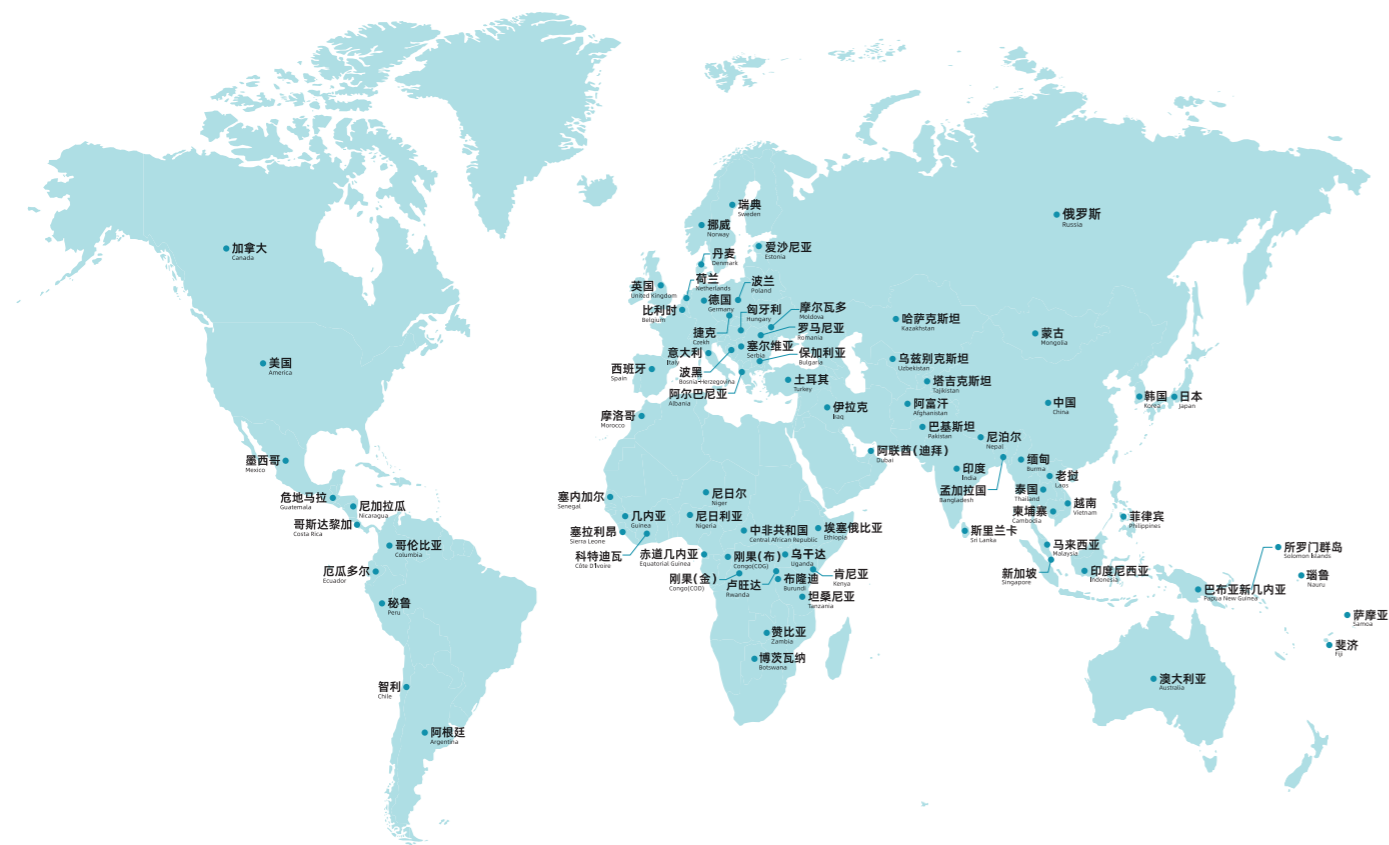 加拿大
Canada
美国
America
墨西哥
Mexico
危地马拉
Guatemala
尼加拉瓜
Nicaragua
哥斯达黎加
Costa Rica
哥伦比亚
Columbia
厄瓜多尔
Ecuador
秘鲁
Peru
智利
Chile
阿根廷
Argentina
瑞典
Sweden
挪威
Norway
丹麦
Denmark
爱沙尼亚
Estonia
荷兰
Netherlands
波兰
Poland
英国
United Kingdom
德国
Germany
比利时
Belgium
匈牙利
Hungary
摩尔瓦多
Moldova
捷克
Czekh
罗马尼亚
Romania
塞尔维亚
Serbia
意大利
Italy
保加利亚
Bulgaria
西班牙
Spain
波黑
Bosnia-Herzegovina
阿尔巴尼亚
Albania
土耳其
Turkey
摩洛哥
Morocco
伊拉克
Iraq
俄罗斯
Russia
哈萨克斯坦
Kazakhstan
蒙古
Mongolia
乌兹别克斯坦
Uzbekistan
塔吉克斯坦
Tajikistan
阿富汗
Afghanistan
中国
China
韩国
Korea
日本
Japan
巴基斯坦
Pakistan
尼泊尔
Nepal
阿联酋(迪拜)
Dubai
印度
India
缅甸
Burma
孟加拉国
Bangladesh
老挝
Laos
泰国
Thailand
越南
Vietnam
柬埔寨
Cambodia
菲律宾
Philippines
斯里兰卡
Sri Lanka
马来西亚
Malaysia
新加坡
Singapore
印度尼西亚
Indonesia
所罗门群岛
Solomon Islands
瑙鲁
Nauru
巴布亚新几内亚
Papua New Guinea
萨摩亚
Samoa
斐济
Fiji
澳大利亚
Australia
塞内加尔
Senegal
尼日尔
Niger
几内亚
Guinea
尼日利亚
Nigeria
塞拉利昂
Sierra Leone
中非共和国
Central African Republic
埃塞俄比亚
Ethiopia
科特迪瓦
Côte D'Ivoire
赤道几内亚
Equatorial Guinea
刚果(布)
Congo(CDG)
乌干达
Uganda
刚果(金)
Congo(COD)
卢旺达
Rwanda
布隆迪
Burundi
肯尼亚
Kenya
坦桑尼亚
Tanzania
赞比亚
Zambia
博茨瓦纳
Botswana